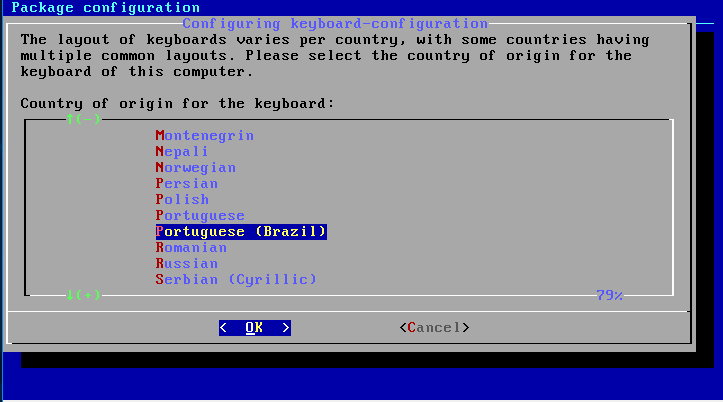 Package configuration
Configuring keyboard-configuration
The layout of keyboards varies per country, with some countries having
multiple common layouts. Please select the country of origin for the
keyboard of this computer.
Country of origin for the keyboard:
↑(-)
Montenegrin
Nepali
Norwegian
Persian
Polish
Portuguese
Portuguese (Brazil)
Romanian
Russian
Serbian (Cyrillic)
↓(+) 79%
< OK > <Cancel>